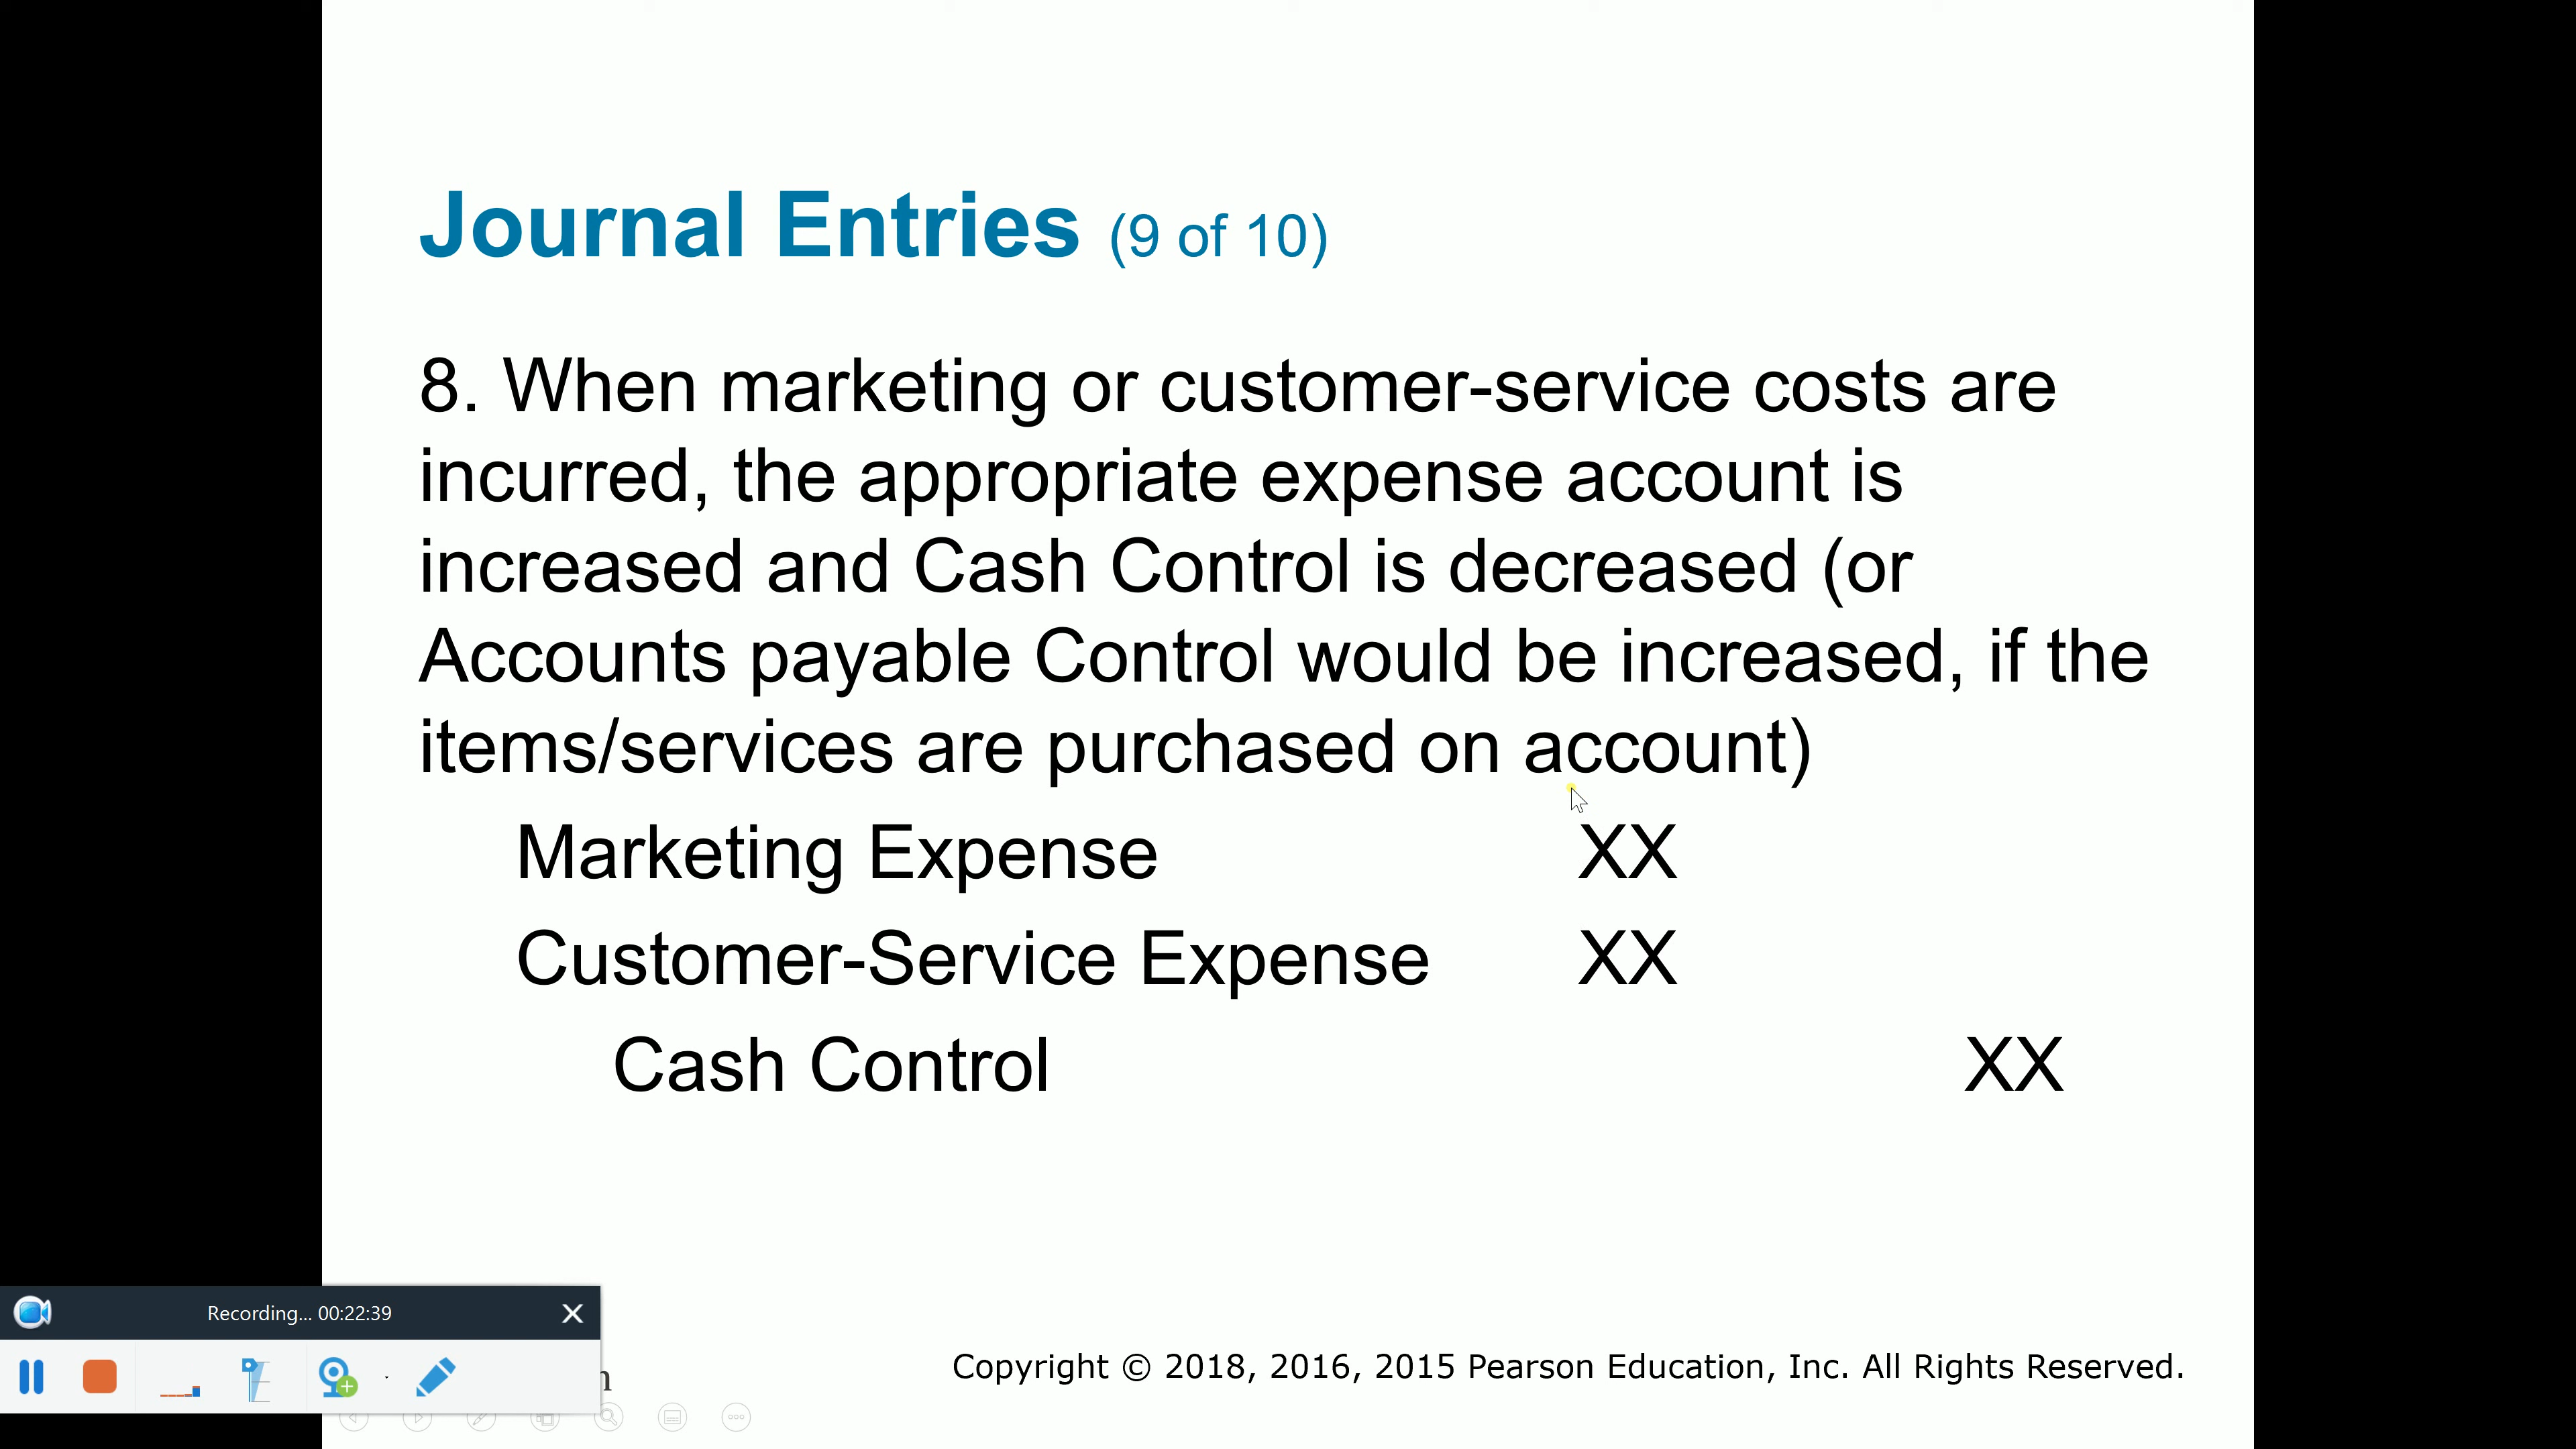 Journal Entries (9 of 10)
8. When marketing or customer-service costs are
incurred, the appropriate expense account is
increased and Cash Control is decreased (or
Accounts payable Control would be increased, if the
items/services are purchased on account)
Marketing Expense XX
Customer-Service Expense XX
Cash Control XX
Recording... 00:22:39
Copyright © 2018, 2016, 2015 Pearson Education, Inc. All Rights Reserved.